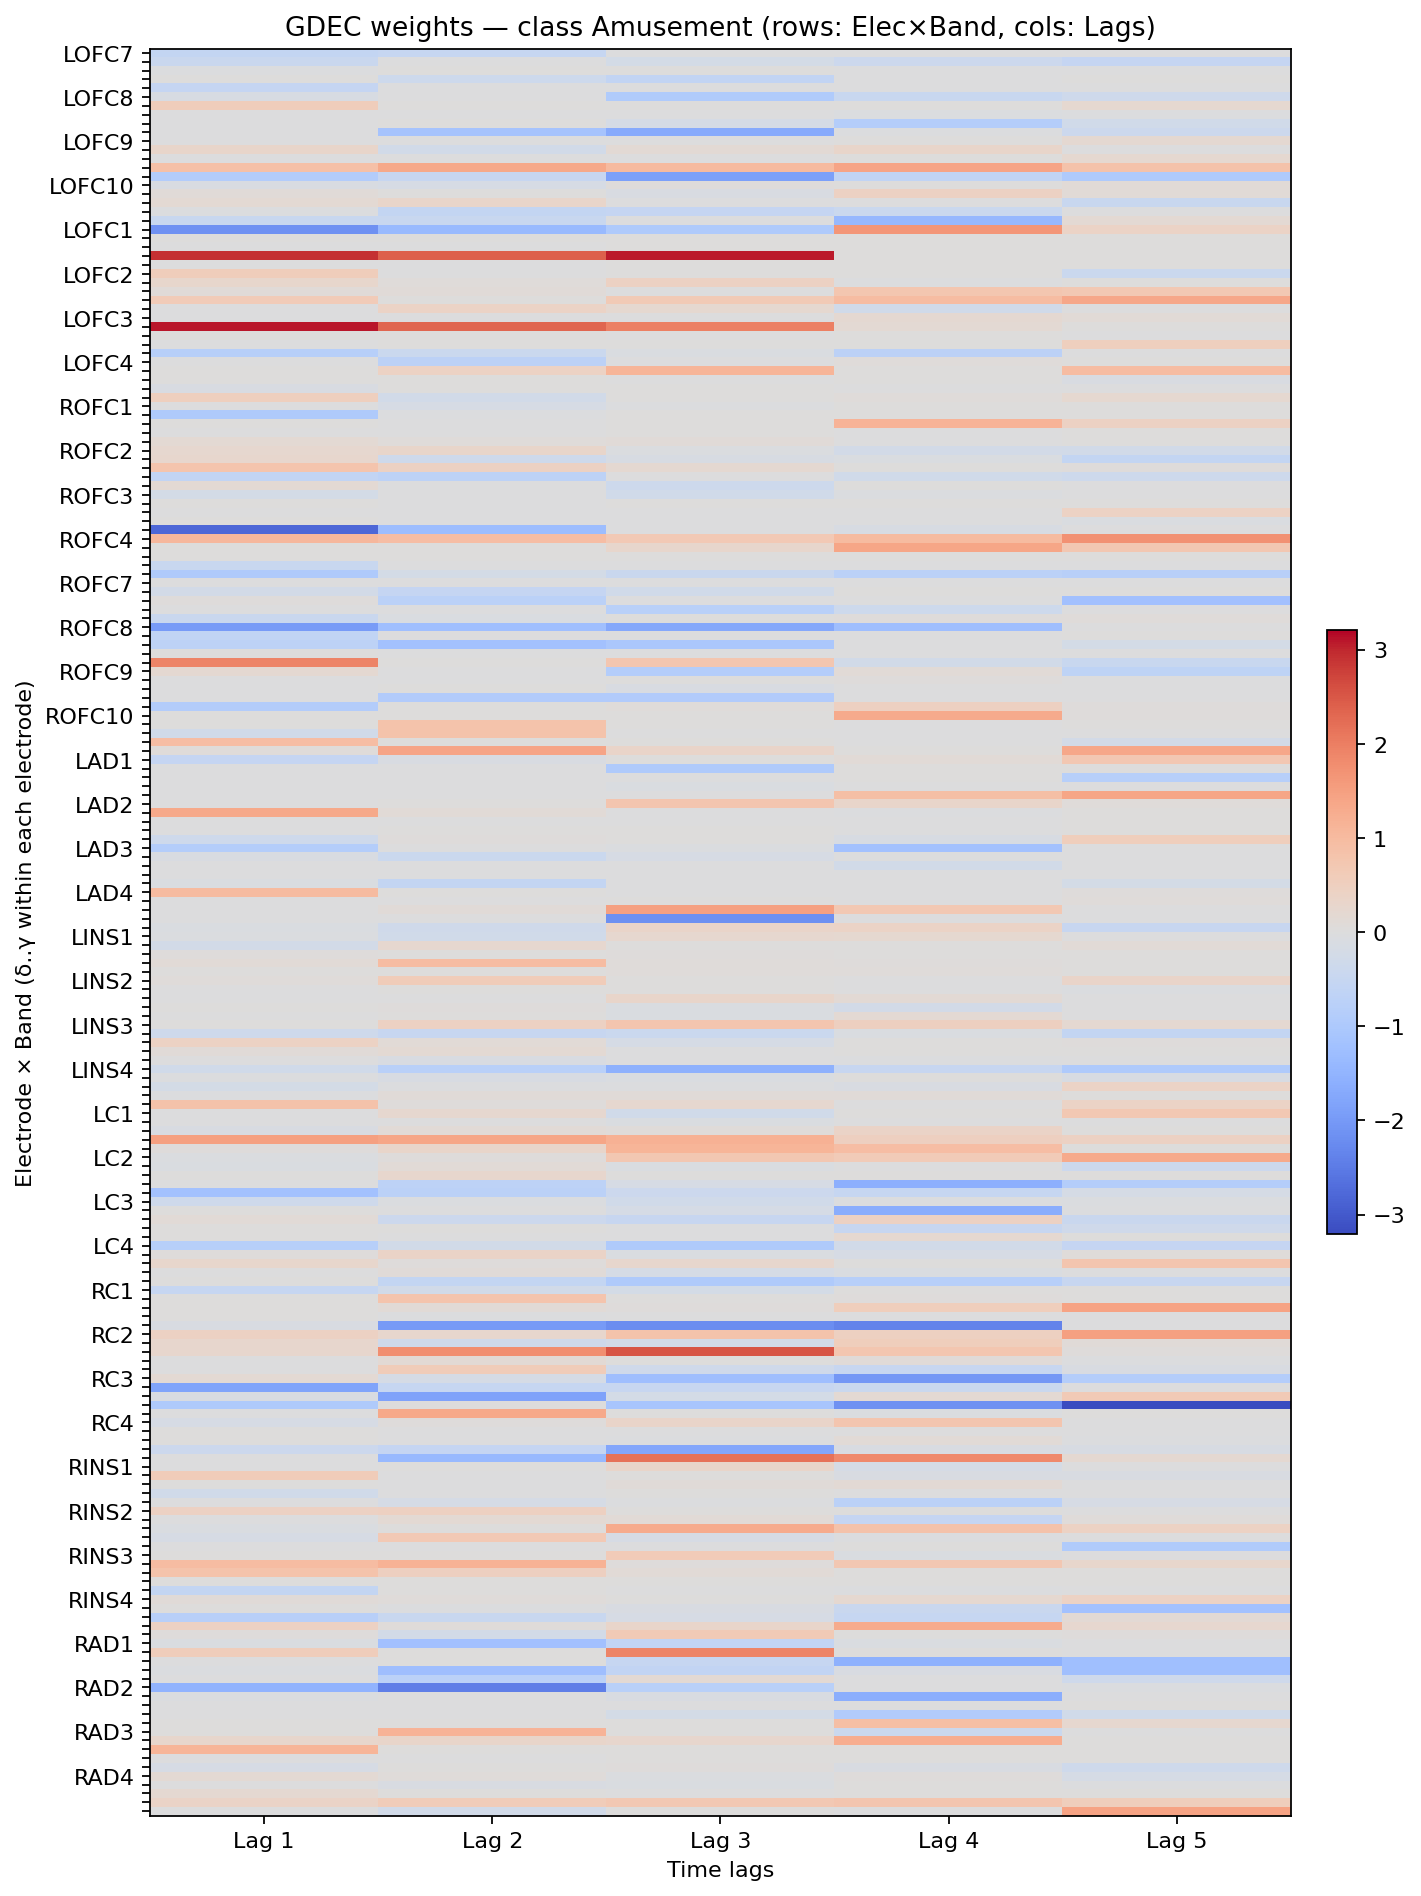 GDEC weights — class Amusement (rows: Elec×Band, cols: Lags)
LOFC7
LOFC8
LOFC9
LOFC10
LOFC1
LOFC2
LOFC3
LOFC4
ROFC1
ROFC2
ROFC3
ROFC4
ROFC7
ROFC8
ROFC9
ROFC10
LAD1
LAD2
LAD3
LAD4
LINS1
LINS2
LINS3
LINS4
LC1
LC2
LC3
LC4
RC1
RC2
RC3
RC4
RINS1
RINS2
RINS3
RINS4
RAD1
RAD2
RAD3
RAD4
Electrode × Band (δ..γ within each electrode)
Lag 1
Lag 2
Lag 3
Lag 4
Lag 5
Time lags
3
2
1
0
−1
−2
−3